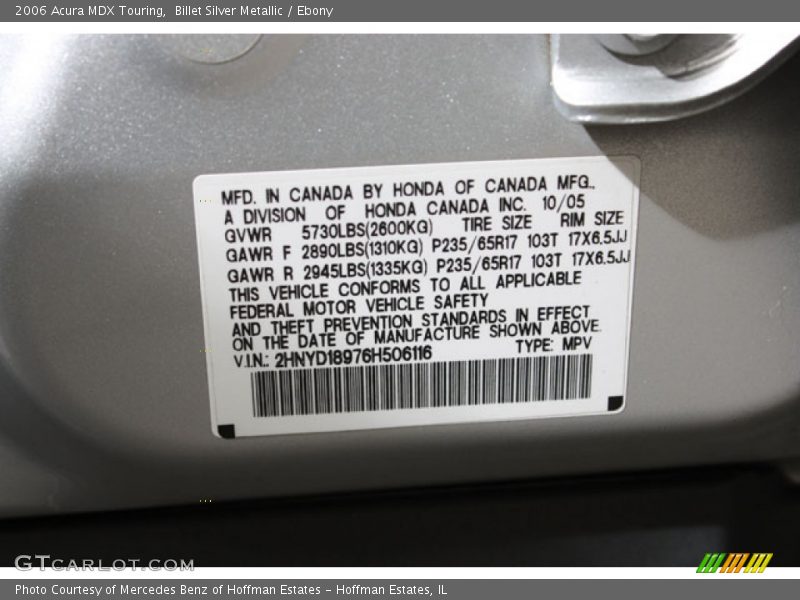 2006 Acura MDX Touring, Billet Silver Metallic / Ebony
MFD. IN CANADA BY HONDA OF CANADA MFG.,
A DIVISION OF HONDA CANADA INC. 10/05
GVWR 5730LBS(2600KG) TIRE SIZE RIM SIZE
GAWR F 2890LBS(1310KG) P235/65R17 103T 17X6.5JJ
GAWR R 2945LBS(1335KG) P235/65R17 103T 17X6.5JJ
THIS VEHICLE CONFORMS TO ALL APPLICABLE
FEDERAL MOTOR VEHICLE SAFETY
AND THEFT PREVENTION STANDARDS IN EFFECT
ON THE DATE OF MANUFACTURE SHOWN ABOVE.
V.I.N.: 2HNYD18976H506116 TYPE: MPV
GTCARLOT.COM
Photo Courtesy of Mercedes Benz of Hoffman Estates - Hoffman Estates, IL